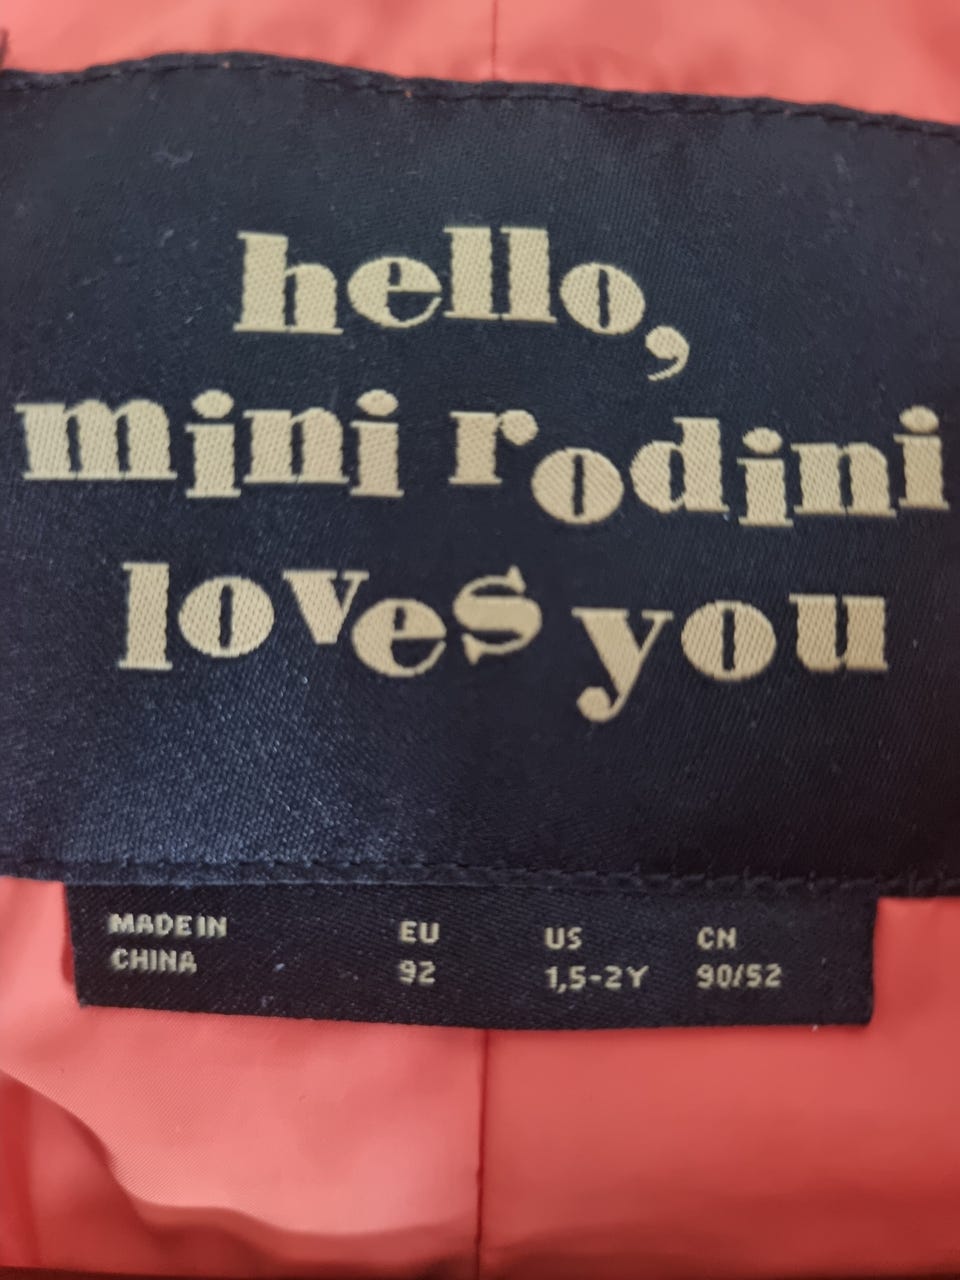 hello,
mini rodini
loves you
MADE IN CHINA
EU 92
US 1,5-2Y
CN 90/52